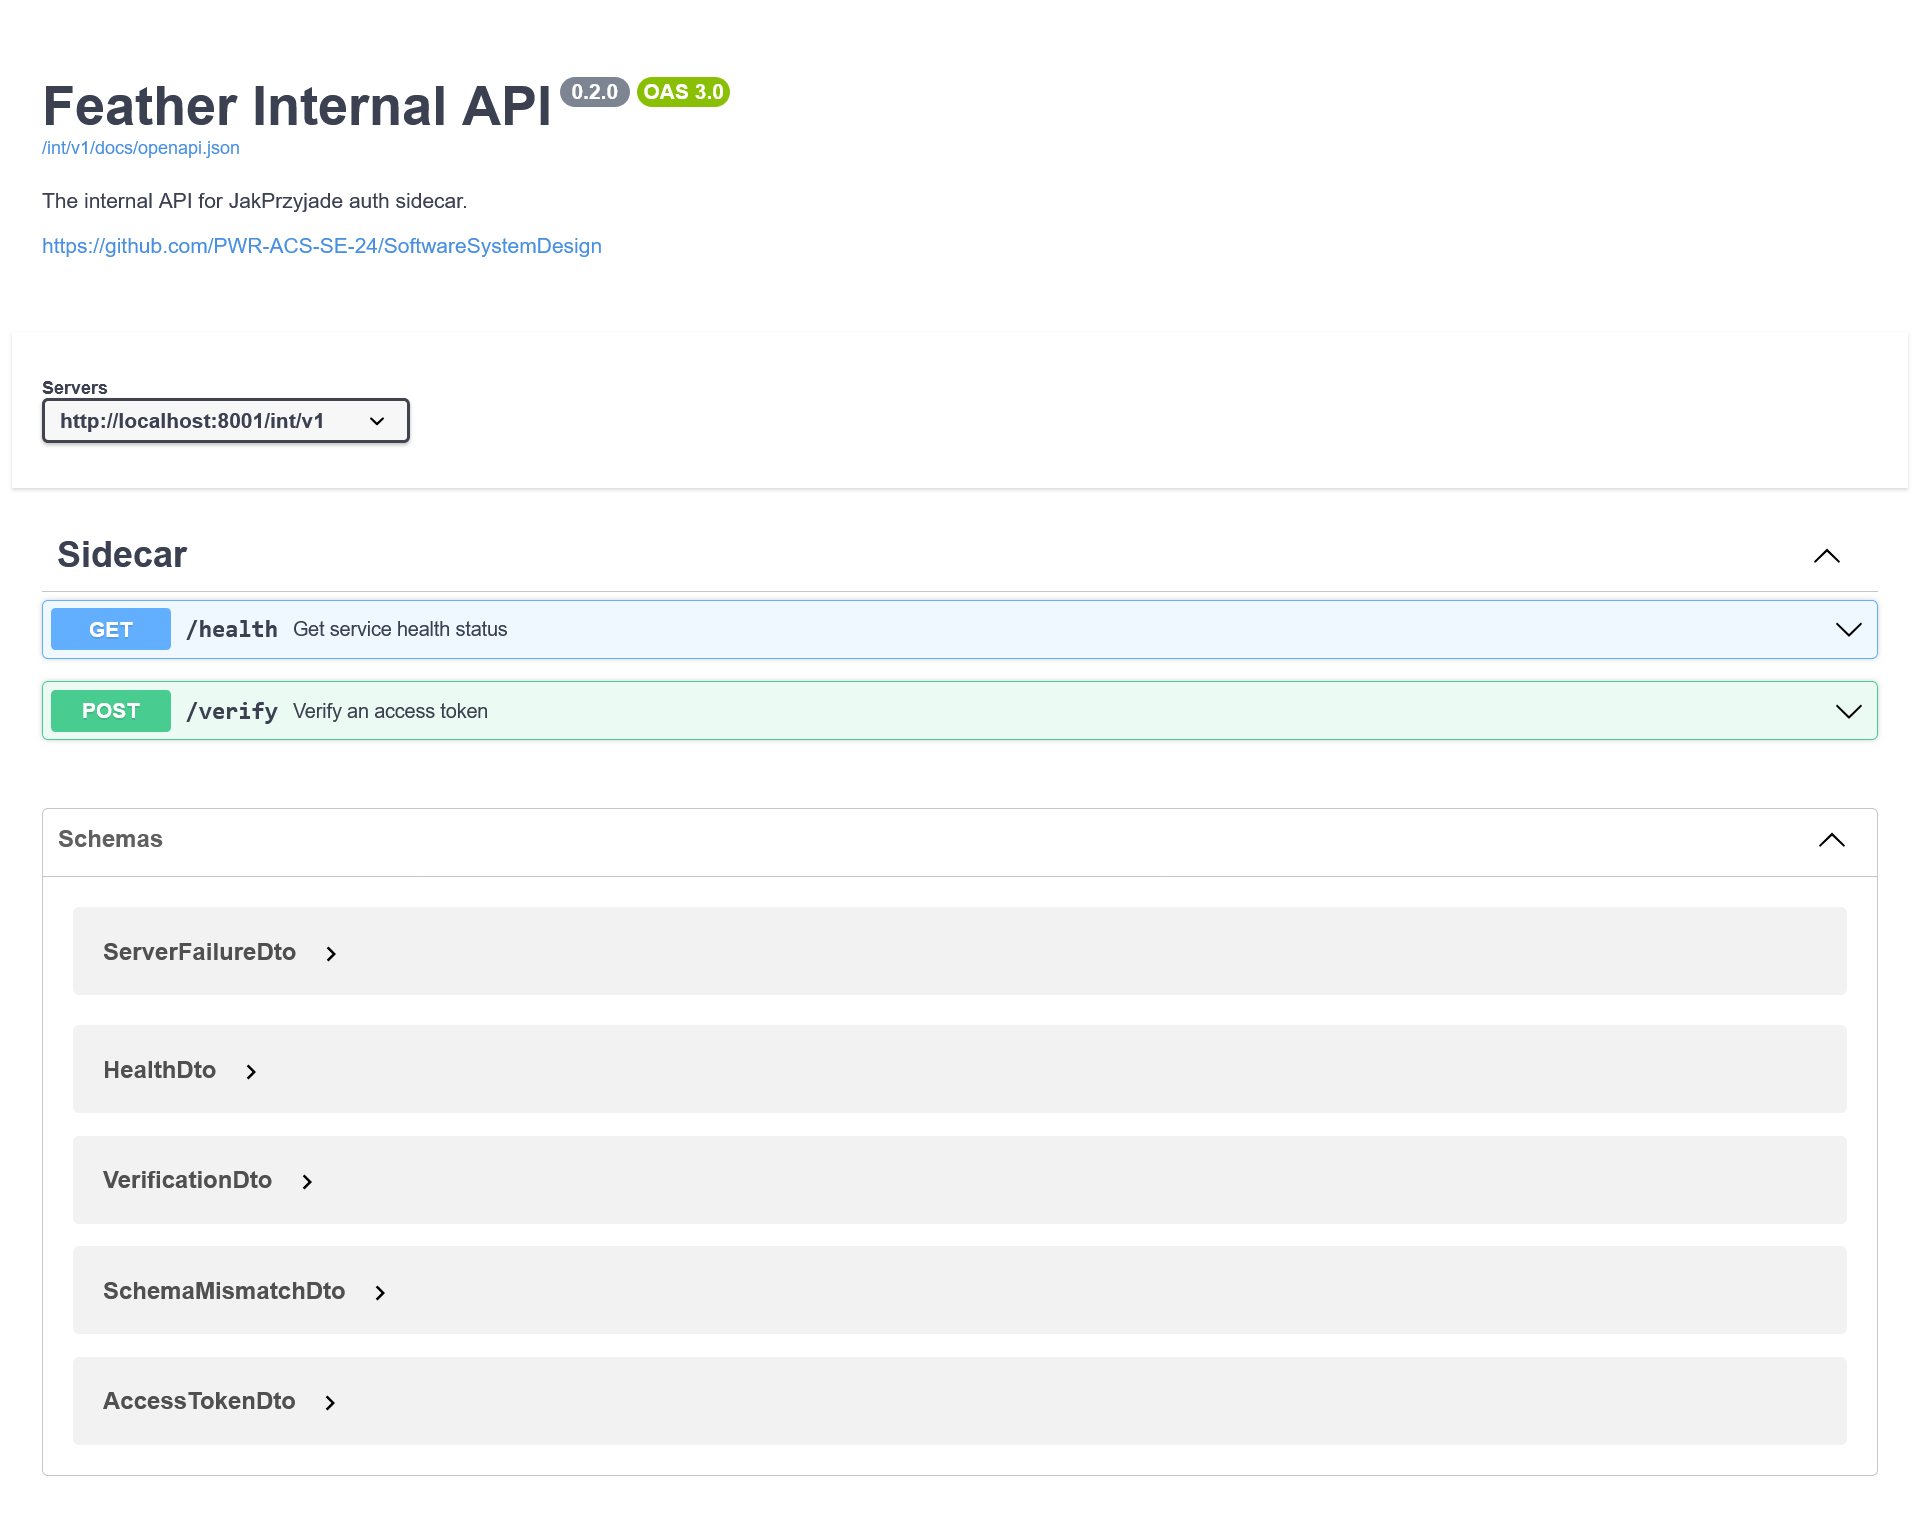 Feather Internal API 0.2.0 OAS 3.0
/int/v1/docs/openapi.json
The internal API for JakPrzyjade auth sidecar.
https://github.com/PWR-ACS-SE-24/SoftwareSystemDesign
Servers
http://localhost:8001/int/v1
Sidecar
GET /health Get service health status
POST /verify Verify an access token
Schemas
ServerFailureDto
HealthDto
VerificationDto
SchemaMismatchDto
AccessTokenDto